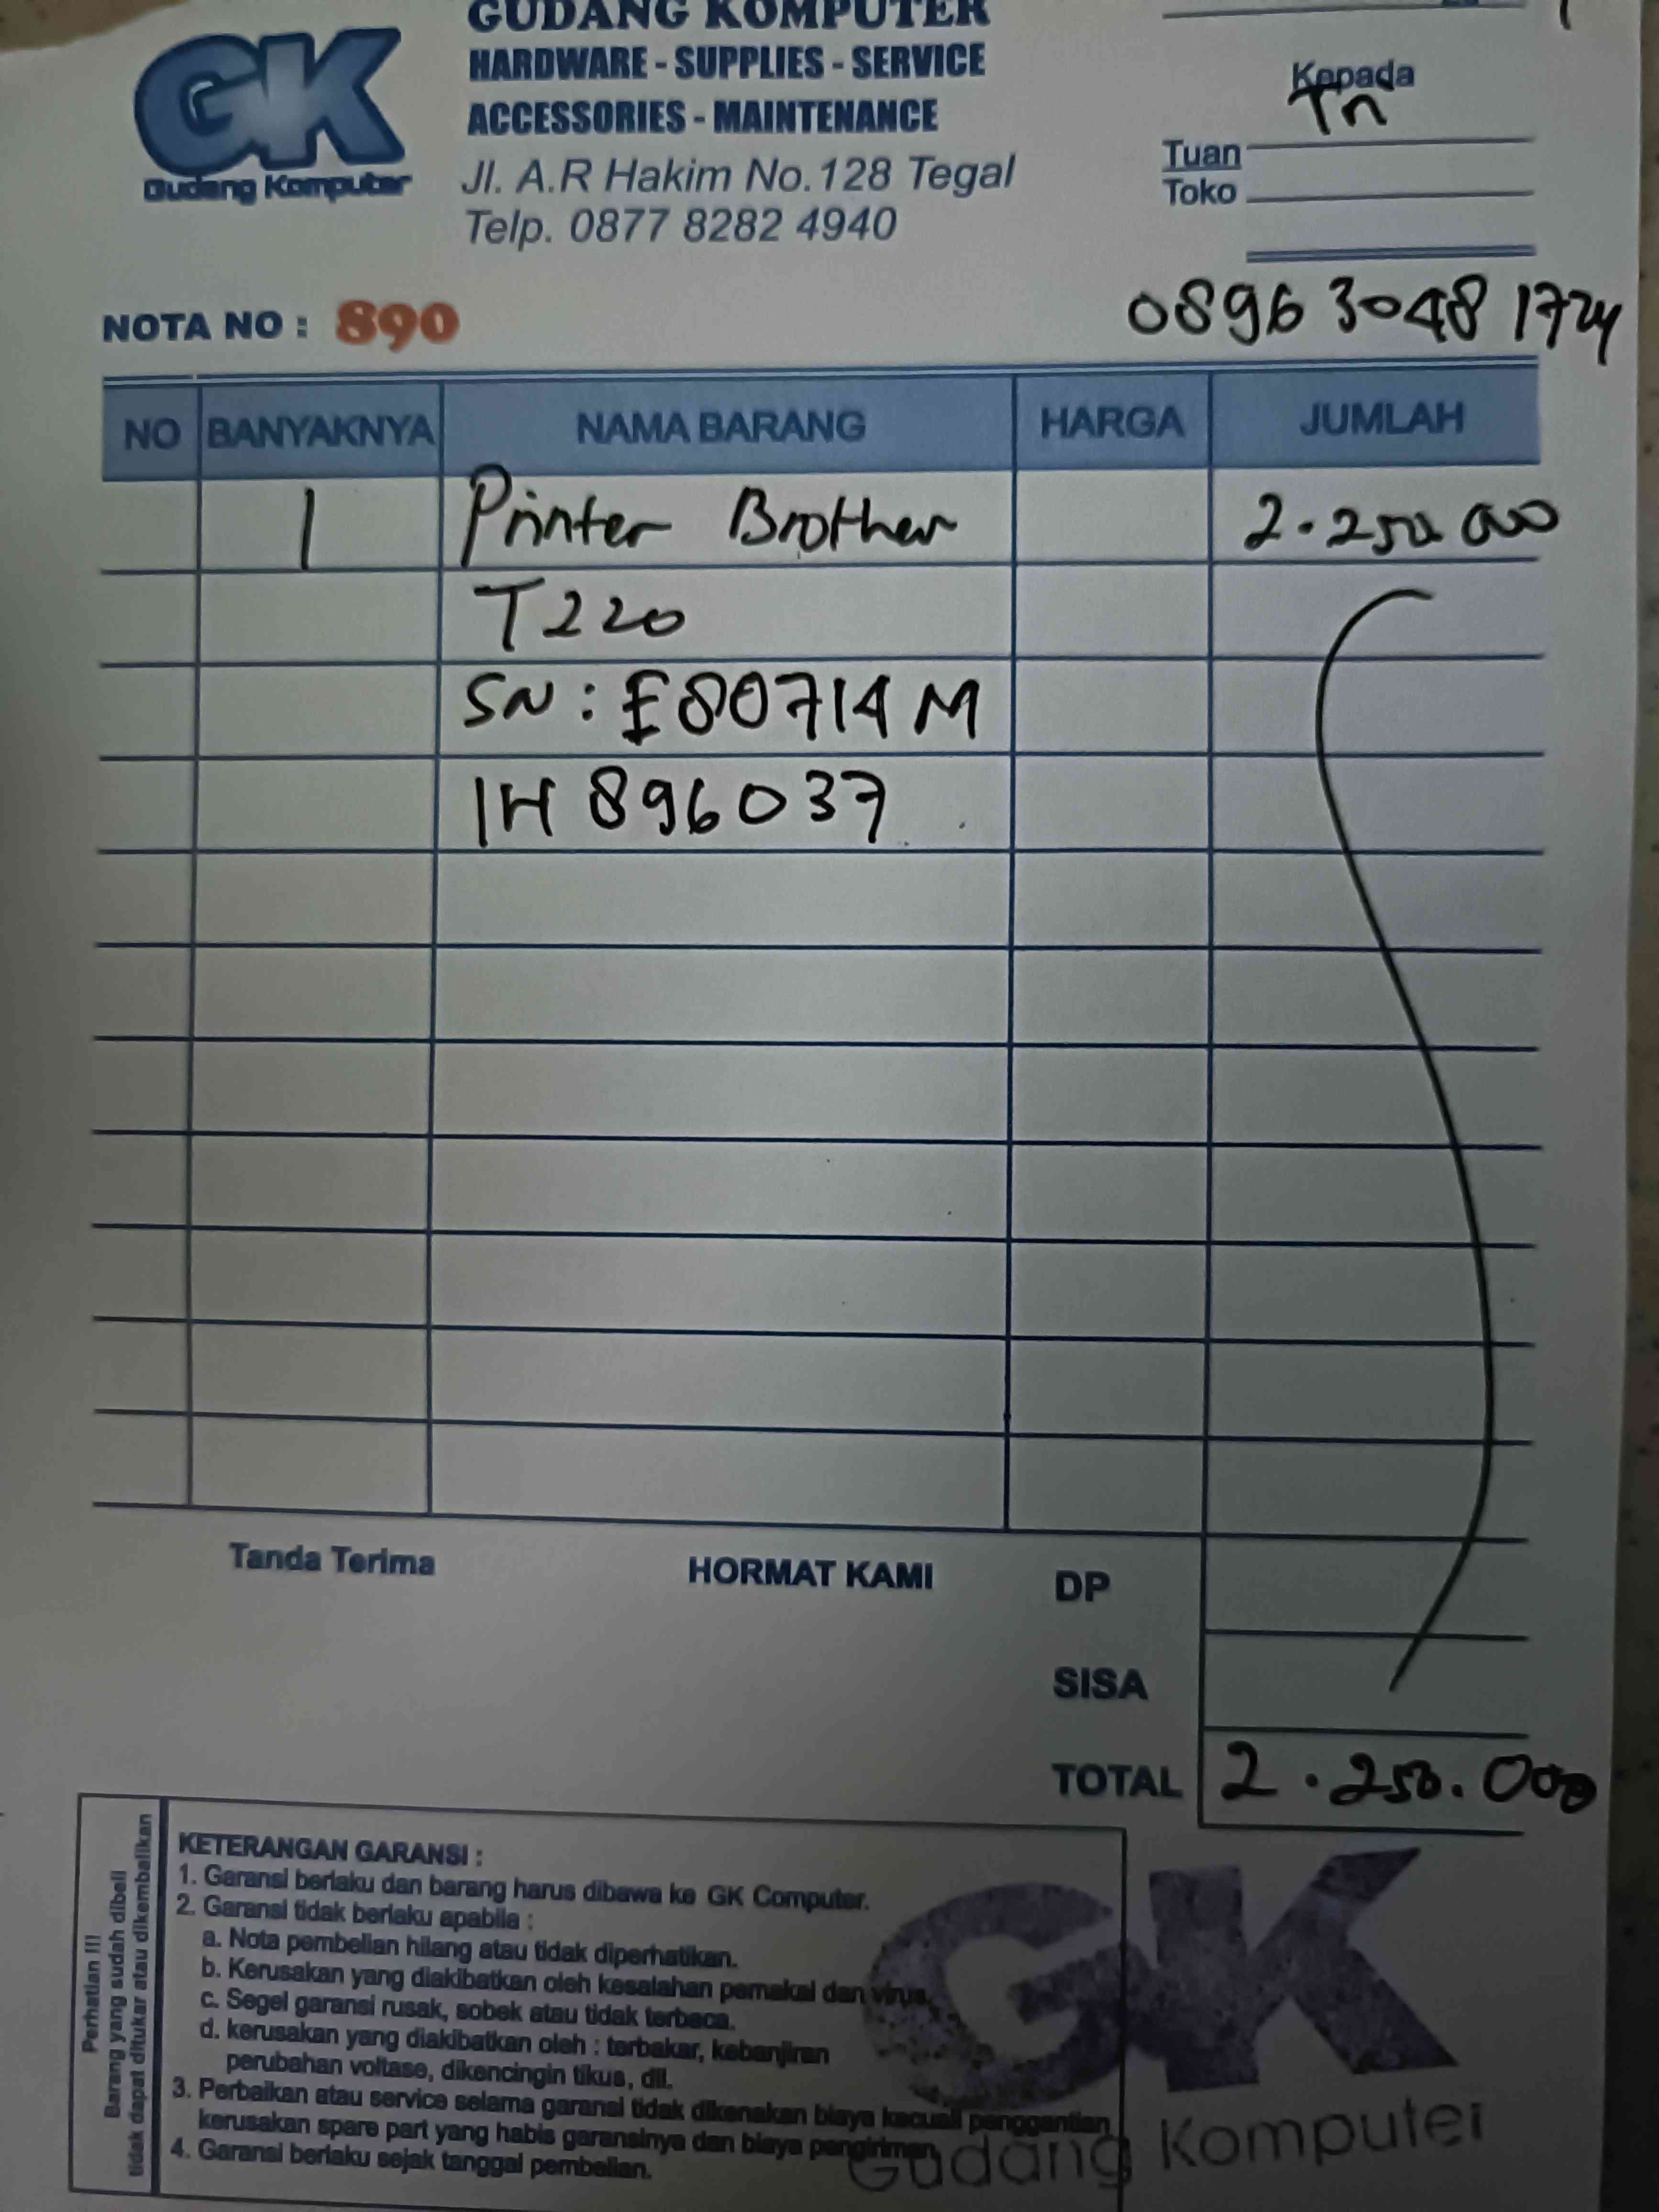 GK
Gudang Komputer
GUDANG KOMPUTER
HARDWARE - SUPPLIES - SERVICE
ACCESSORIES - MAINTENANCE
Jl. A.R Hakim No.128 Tegal
Telp. 0877 8282 4940
Kepada
Tn
Tuan
Toko
NOTA NO : 890
0896 3048 1724
NO BANYAKNYA NAMA BARANG HARGA JUMLAH
1 Printer Brother 2.250.000
T220
SN : E80714M
1H896037
Tanda Terima HORMAT KAMI DP
SISA
TOTAL 2.250.000
Perhatian !!!
Barang yang sudah dibeli
tidak dapat ditukar atau dikembalikan
KETERANGAN GARANSI :
1. Garansi berlaku dan barang harus dibawa ke GK Computer.
2. Garansi tidak berlaku apabila :
a. Nota pembelian hilang atau tidak diperhatikan.
b. Kerusakan yang diakibatkan oleh kesalahan pemakai dan virus.
c. Segel garansi rusak, sobek atau tidak terbaca.
d. kerusakan yang diakibatkan oleh : terbakar, kebanjiran
perubahan voltase, dikencingin tikus, dll.
3. Perbaikan atau service selama garansi tidak dikenakan biaya kecuali penggantian
kerusakan spare part yang habis garansinya dan biaya pengiriman.
4. Garansi berlaku sejak tanggal pembelian.
GK
Gudang Komputer